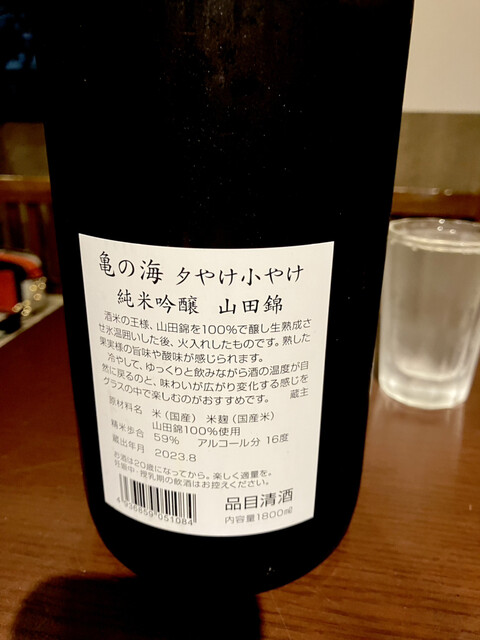 亀の海 夕やけ小やけ
純米吟醸 山田錦
酒米の王様、山田錦を100%で醸し生熟成さ
せ氷温囲いした後、火入れしたものです。熟した
果実様の旨味や酸味が感じられます。
冷やして、ゆっくりと飲みながら酒の温度が自
然に戻るのと、味わいが広がり変化する感じを
グラスの中で楽しむのがおすすめです。 蔵主
原材料名 米(国産) 米麹(国産米)
山田錦100%使用
精米歩合 59% アルコール分 16度
蔵出年月 2023.8
お酒は20歳になってから。楽しく適量を。
妊娠中・授乳期の飲酒はお控えください。
4936859051084
品目清酒
内容量1800ml